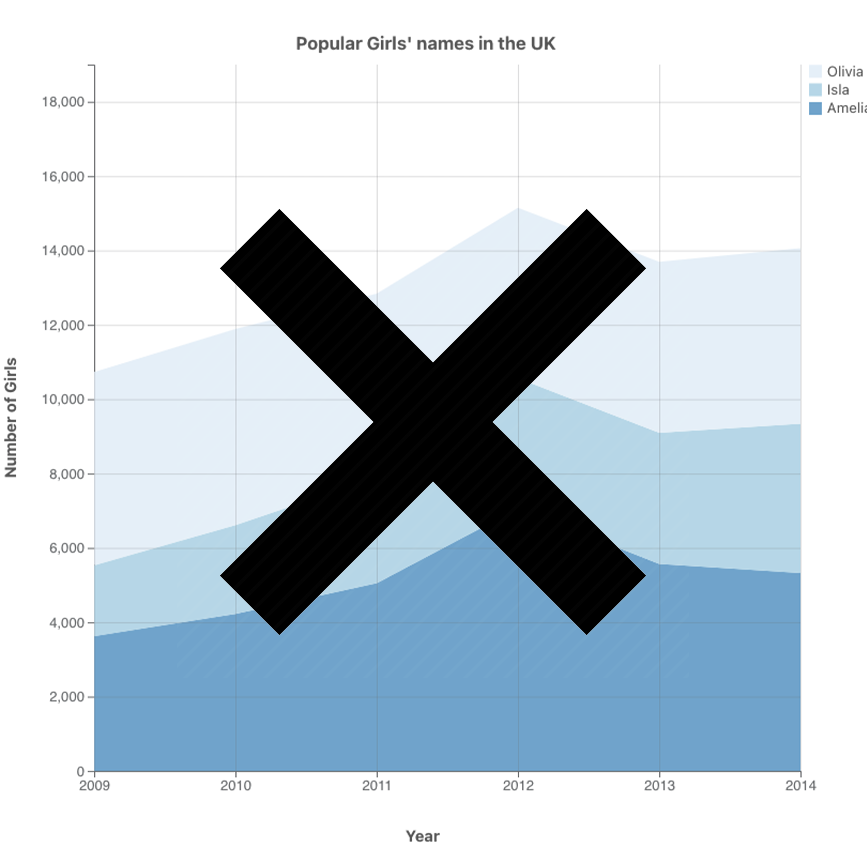 Popular Girls' names in the UK
Olivia
Isla
Amelia
18,000
16,000
14,000
12,000
10,000
8,000
6,000
4,000
2,000
0
Number of Girls
2009 2010 2011 2012 2013 2014
Year